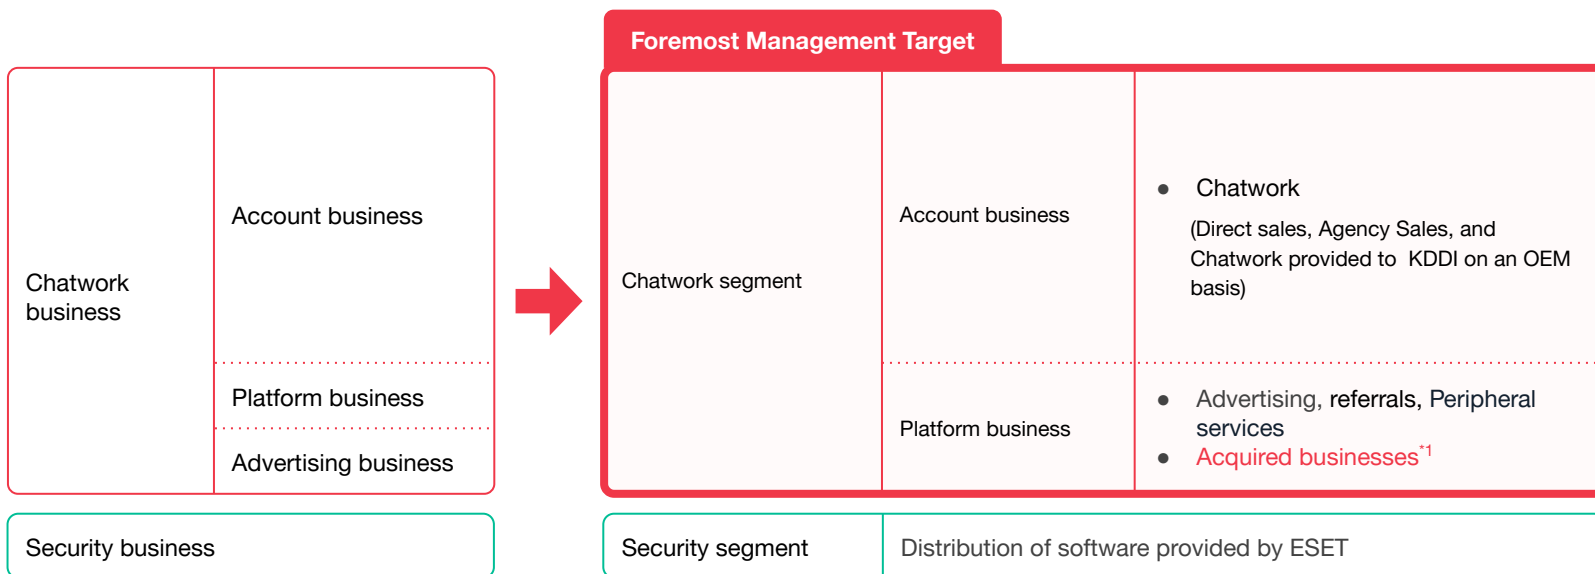 Foremost Management Target
Chatwork
business
Account business
Platform business
Advertising business
Chatwork segment
Account business
● Chatwork
(Direct sales, Agency Sales, and
Chatwork provided to KDDI on an OEM
basis)
Platform business
● Advertising, referrals, Peripheral
services
● Acquired businesses*1
Security business
Security segment
Distribution of software provided by ESET